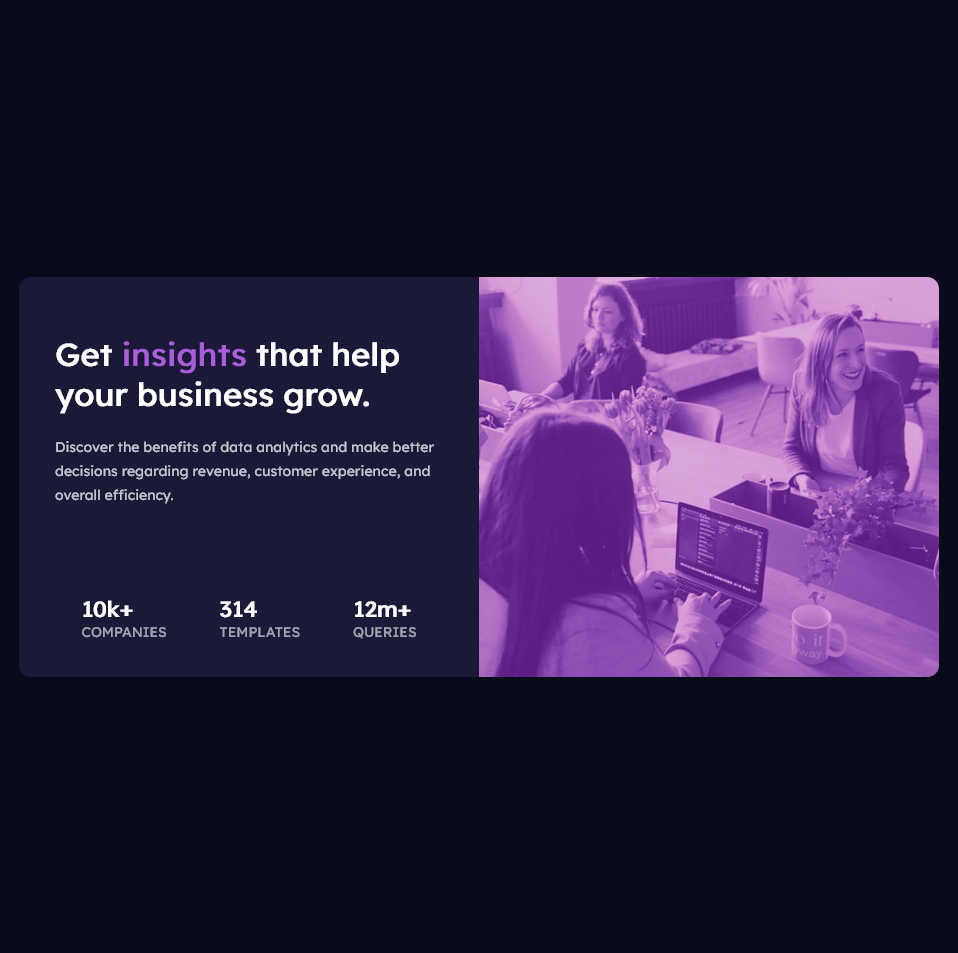 Get insights that help
your business grow.
Discover the benefits of data analytics and make better
decisions regarding revenue, customer experience, and
overall efficiency.
10k+ 314 12m+
COMPANIES TEMPLATES QUERIES